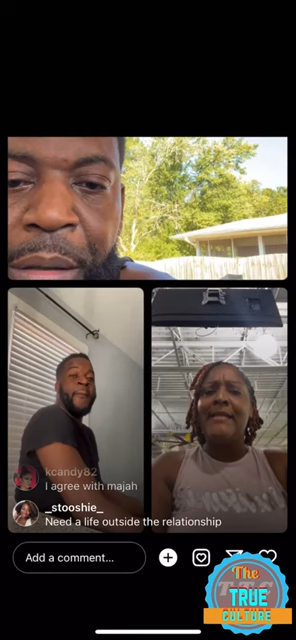 kcandy82
I agree with majah
_stooshie_
Need a life outside the relationship
Add a comment...
The
TRUE
CULTURE